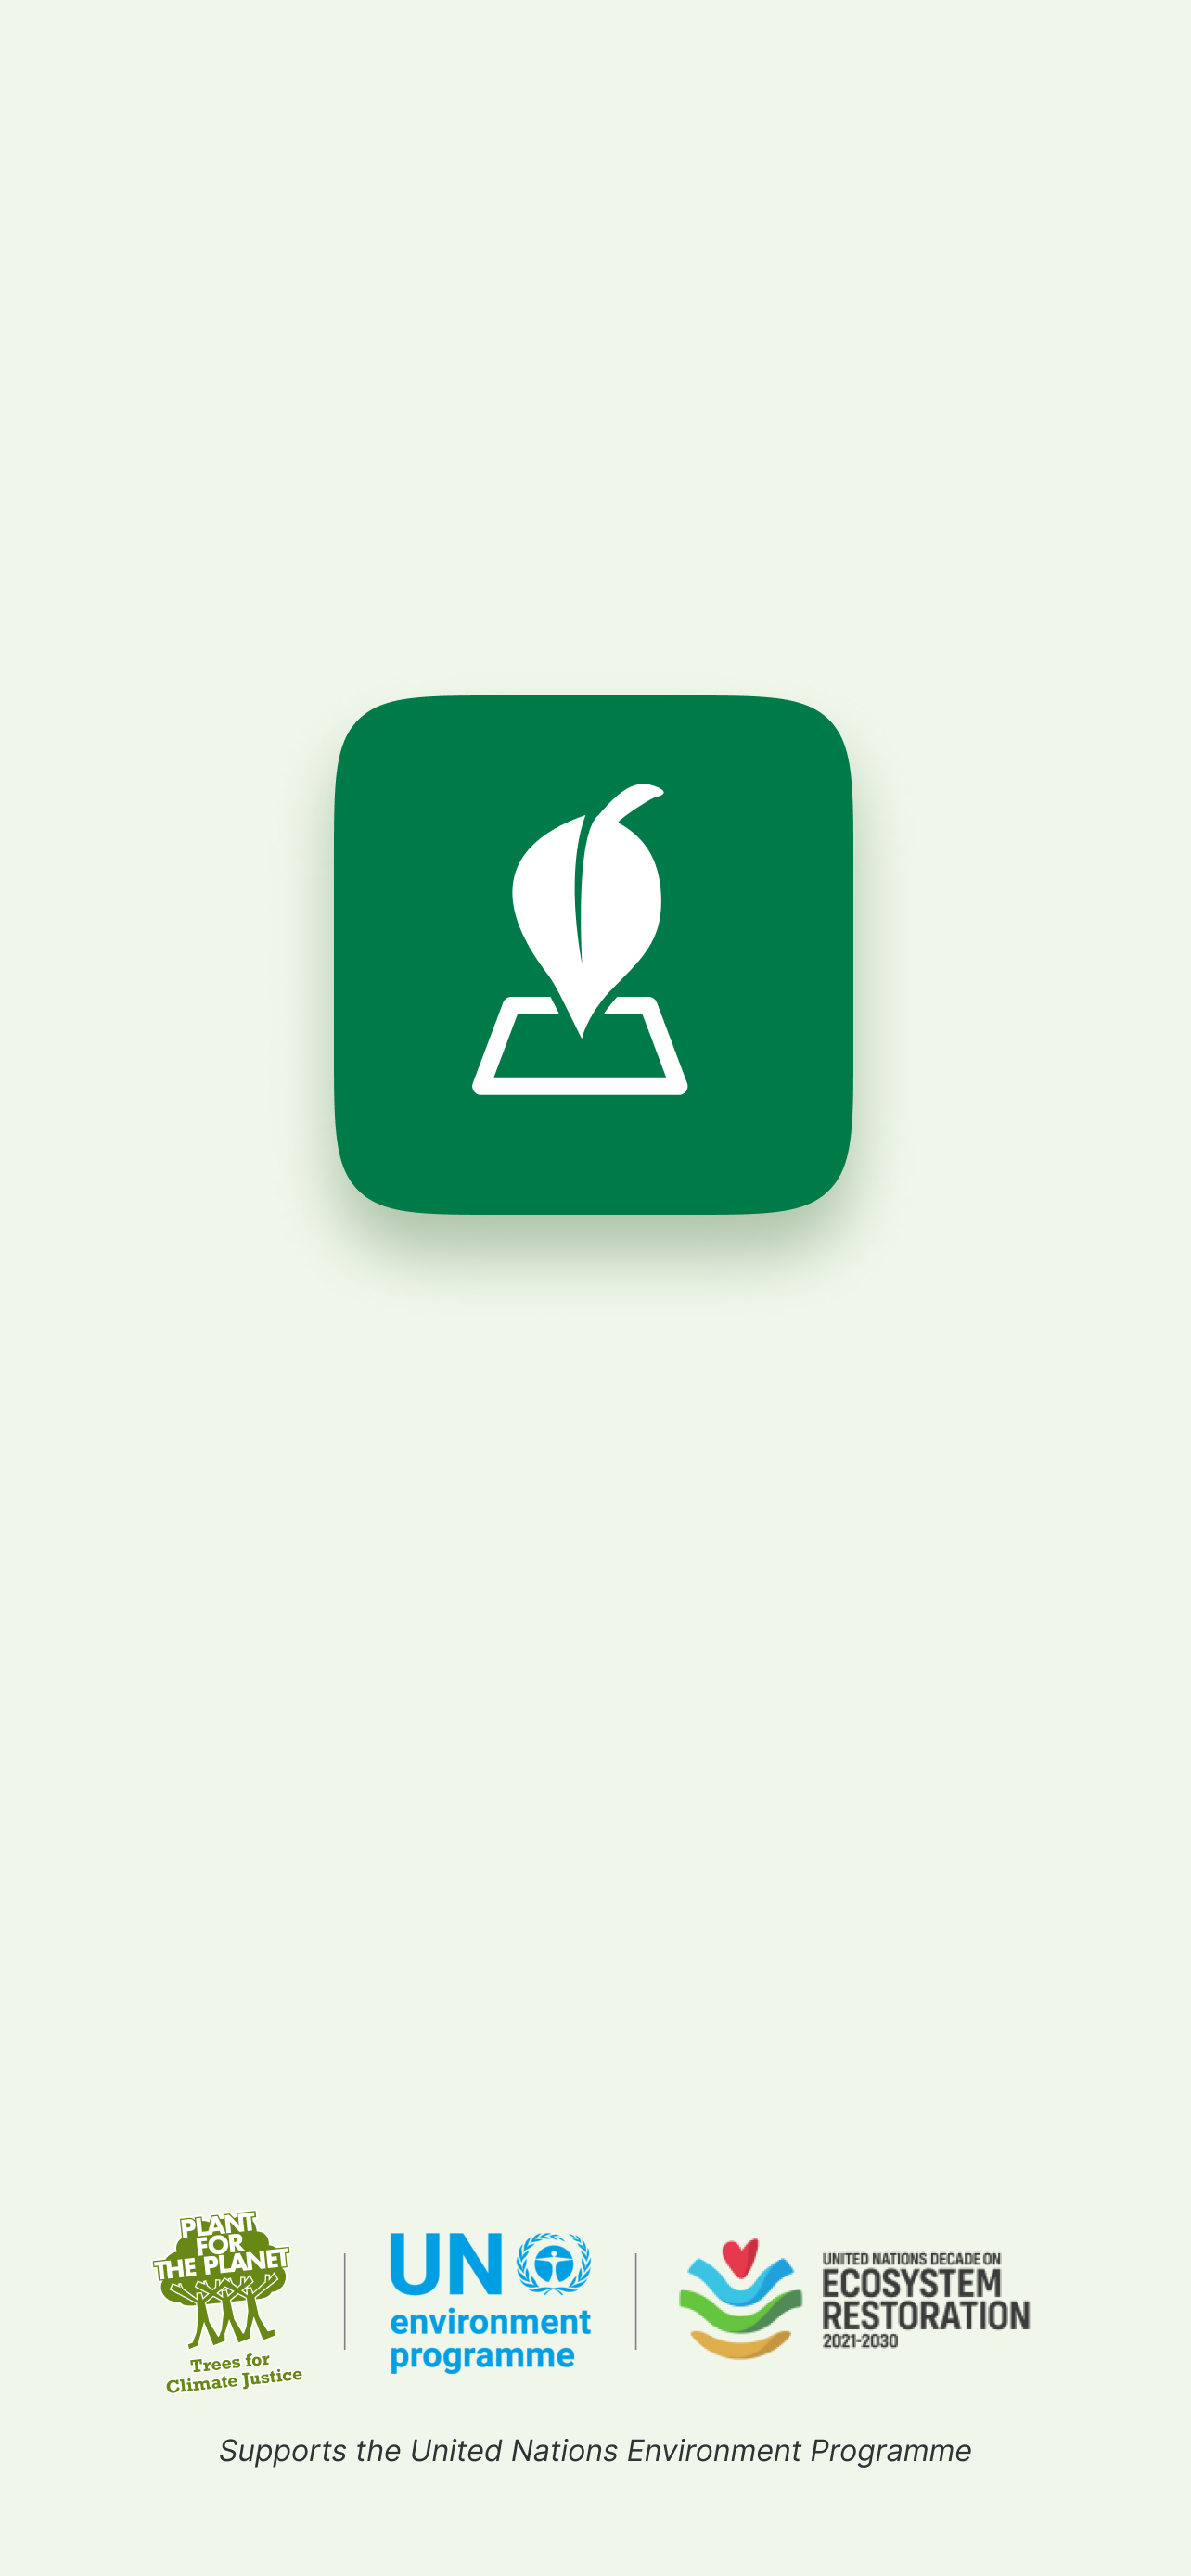 PLANT
FOR
THE PLANET
Trees for
Climate Justice
UN
environment
programme
UNITED NATIONS DECADE ON
ECOSYSTEM
RESTORATION
2021-2030
Supports the United Nations Environment Programme